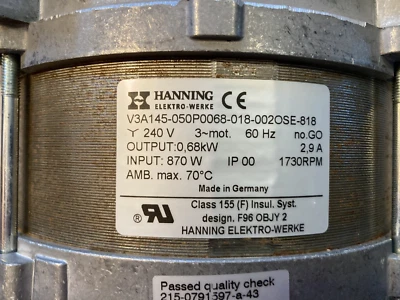 HANNING
ELEKTRO-WERKE
CE
V3A145-050P0068-018-002OSE-818
Y 240 V 3~mot. 60 Hz no.GO
OUTPUT:0,68kW 2,9 A
INPUT: 870 W IP 00 1730RPM
AMB. max. 70°C
Made in Germany
Class 155 (F) Insul. Syst.
design. F96 OBJY 2
HANNING ELEKTRO-WERKE
Passed quality check
215-0791597-a-43